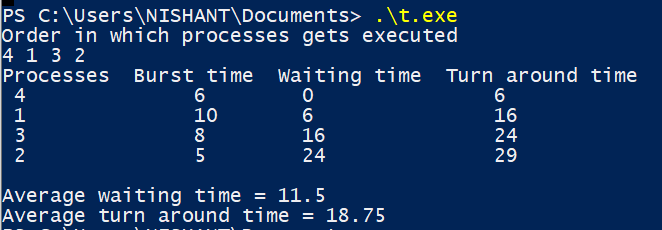 PS C:\Users\NISHANT\Documents> .\t.exe
Order in which processes gets executed
4 1 3 2
Processes  Burst time  Waiting time  Turn around time
4 6 0 6
1 10 6 16
3 8 16 24
2 5 24 29
Average waiting time = 11.5
Average turn around time = 18.75